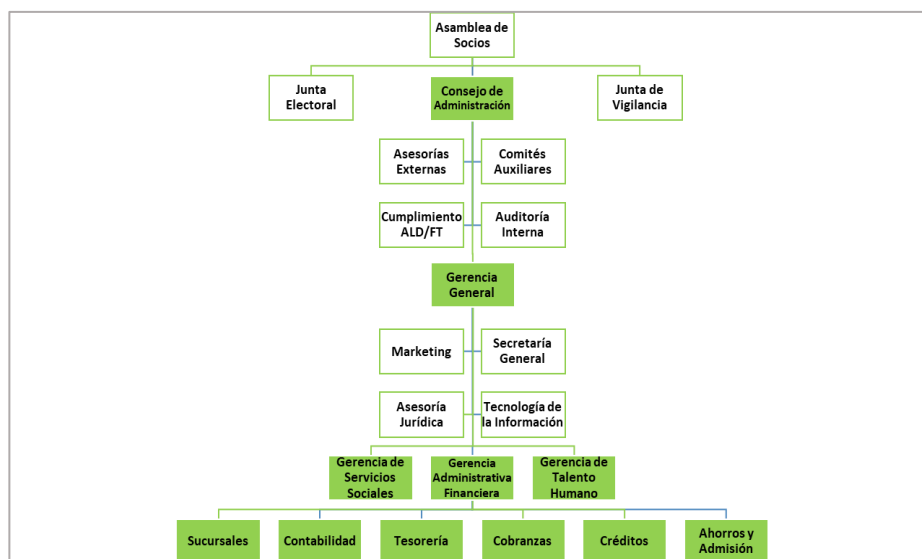 Asamblea de
Socios
Junta
Electoral
Consejo de
Administración
Junta de
Vigilancia
Asesorías
Externas
Comités
Auxiliares
Cumplimiento
ALD/FT
Auditoría
Interna
Gerencia
General
Marketing
Secretaría
General
Asesoría
Jurídica
Tecnología de
la Información
Gerencia de
Servicios
Sociales
Gerencia
Administrativa
Financiera
Gerencia de
Talento
Humano
Sucursales
Contabilidad
Tesorería
Cobranzas
Créditos
Ahorros y
Admisión